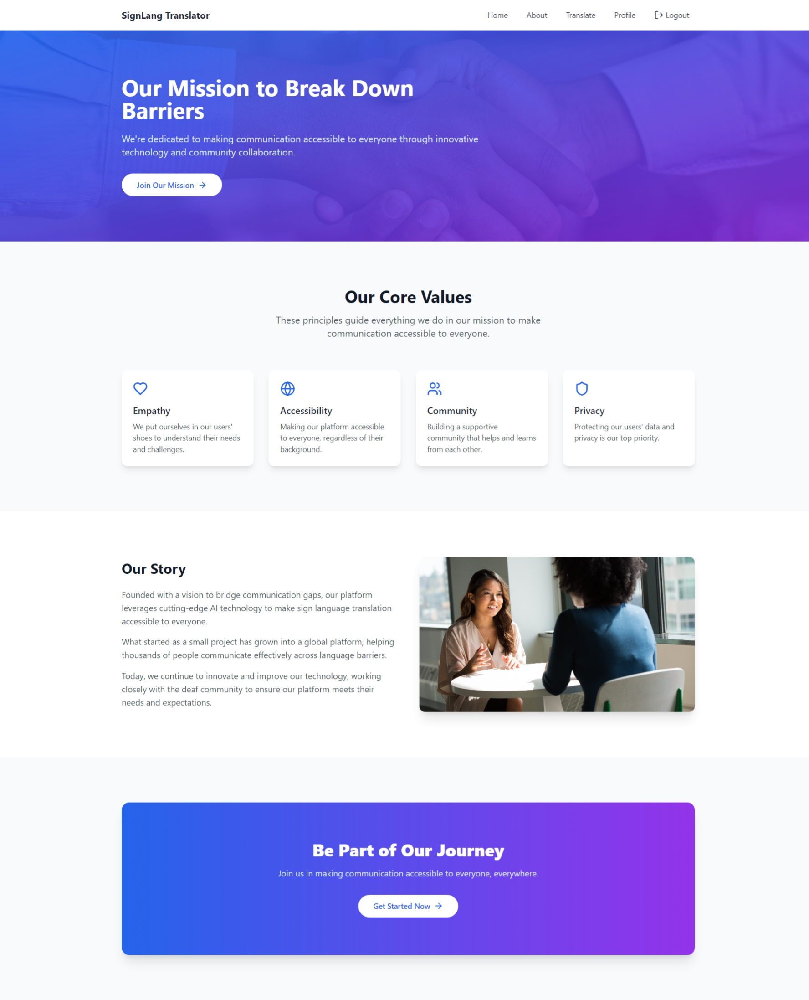 SignLang Translator
Home About Translate Profile Logout
Our Mission to Break Down
Barriers
We're dedicated to making communication accessible to everyone through innovative
technology and community collaboration.
Join Our Mission
Our Core Values
These principles guide everything we do in our mission to make
communication accessible to everyone.
Empathy
We put ourselves in our users'
shoes to understand their needs
and challenges.
Accessibility
Making our platform accessible
to everyone, regardless of their
background.
Community
Building a supportive
community that helps and learns
from each other.
Privacy
Protecting our users' data and
privacy is our top priority.
Our Story
Founded with a vision to bridge communication gaps, our platform
leverages cutting-edge AI technology to make sign language translation
accessible to everyone.
What started as a small project has grown into a global platform, helping
thousands of people communicate effectively across language barriers.
Today, we continue to innovate and improve our technology, working
closely with the deaf community to ensure our platform meets their
needs and expectations.
Be Part of Our Journey
Join us in making communication accessible to everyone, everywhere.
Get Started Now